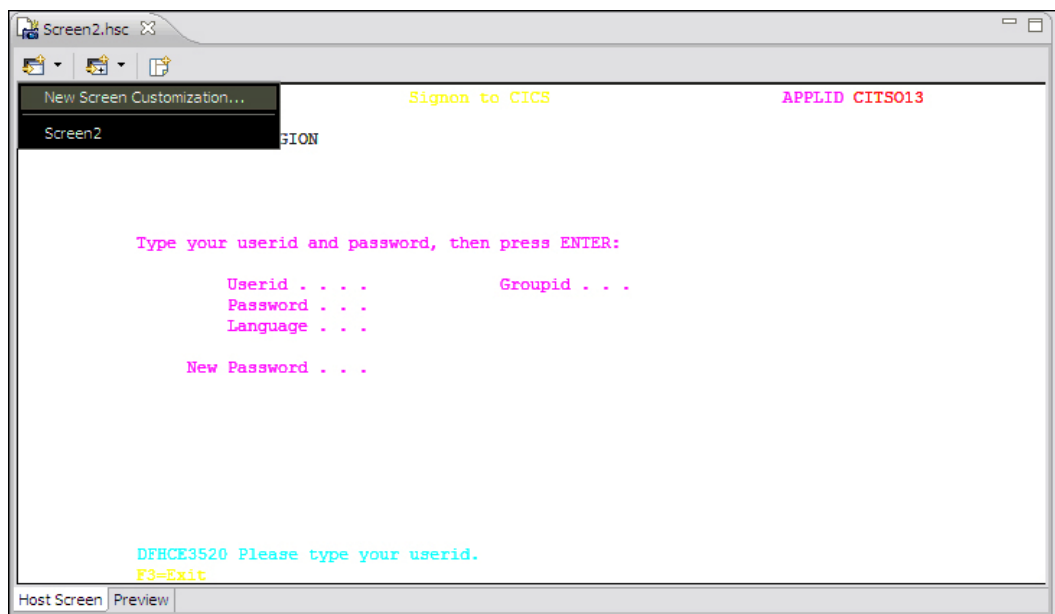 Screen2.hsc
New Screen Customization...
Signon to CICS APPLID CITSO13
Screen2
GION
Type your userid and password, then press ENTER:
Userid . . . . Groupid . . .
Password . . .
Language . . .
New Password . . .
DFHCE3520 Please type your userid.
F3=Exit
Host Screen Preview